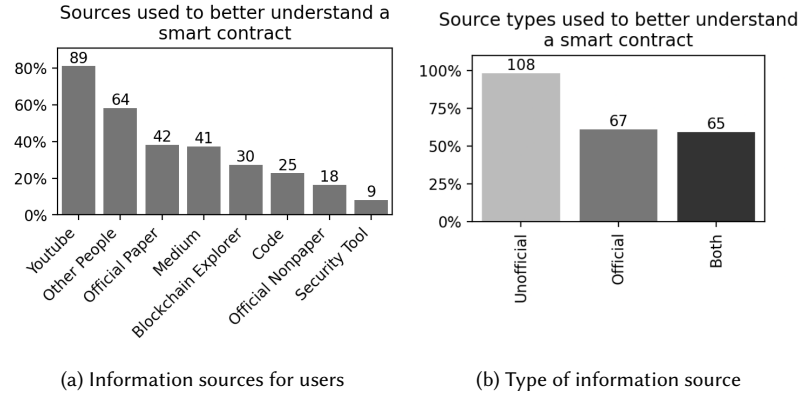 Sources used to better understand a
smart contract
80%
60%
40%
20%
0%
89
64
42
41
30
25
18
9
Youtube
Other People
Official Paper
Medium
Blockchain Explorer
Code
Official Nonpaper
Security Tool
(a) Information sources for users
Source types used to better understand
a smart contract
100%
75%
50%
25%
0%
108
67
65
Unofficial
Official
Both
(b) Type of information source